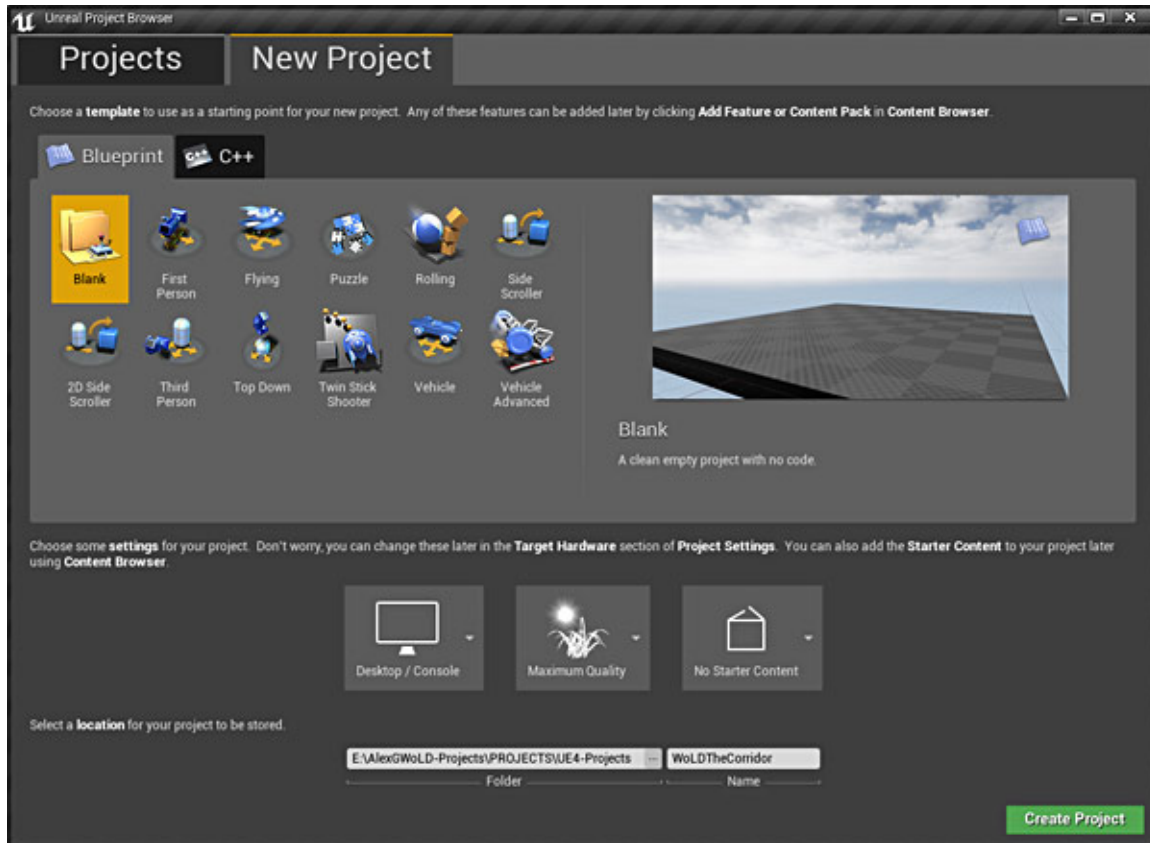 Unreal Project Browser
Projects
New Project
Choose a template to use as a starting point for your new project. Any of these features can be added later by clicking Add Feature or Content Pack in Content Browser.
Blueprint
C++
Blank
First
Person
Flying
Puzzle
Rolling
Side
Scroller
2D Side
Scroller
Third
Person
Top Down
Twin Stick
Shooter
Vehicle
Vehicle
Advanced
Blank
A clean empty project with no code.
Choose some settings for your project. Don't worry, you can change these later in the Target Hardware section of Project Settings. You can also add the Starter Content to your project later
using Content Browser.
Desktop / Console
Maximum Quality
No Starter Content
Select a location for your project to be stored.
E:\AlexGWoLD-Projects\PROJECTS\UE4-Projects
...
WoLDTheCorridor
Folder
Name
Create Project